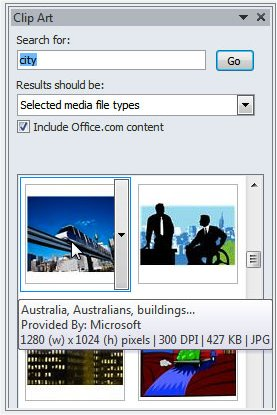 Clip Art
Search for:
city
Go
Results should be:
Selected media file types
Include Office.com content
Australia, Australians, buildings...
Provided By: Microsoft
1280 (w) x 1024 (h) pixels | 300 DPI | 427 KB | JPG